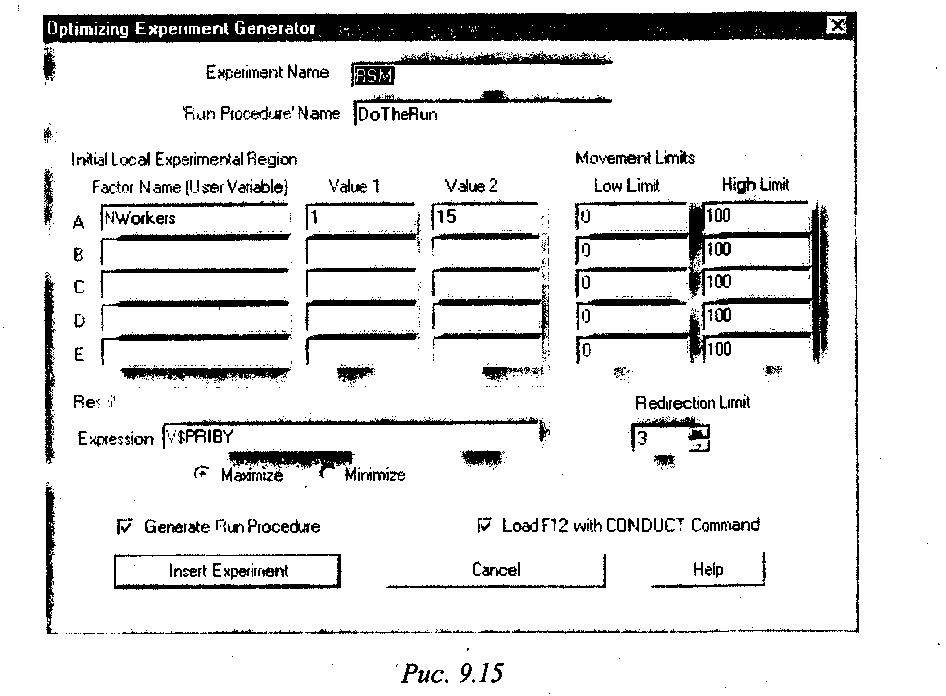 Optimizing Experiment Generator
Experiment Name RSM
'Run Procedure' Name DoTheRun
Initial Local Experimental Region Movement Limits
Factor Name (User Variable) Value 1 Value 2 Low Limit High Limit
A NWorkers 1 15 0 100
B 0 100
C 0 100
D 0 100
E 0 100
Redirection Limit
Expression V$PRIBY 3
Maximize Minimize
Generate Run Procedure Load F12 with CONDUCT Command
Insert Experiment Cancel Help
Рис. 9.15